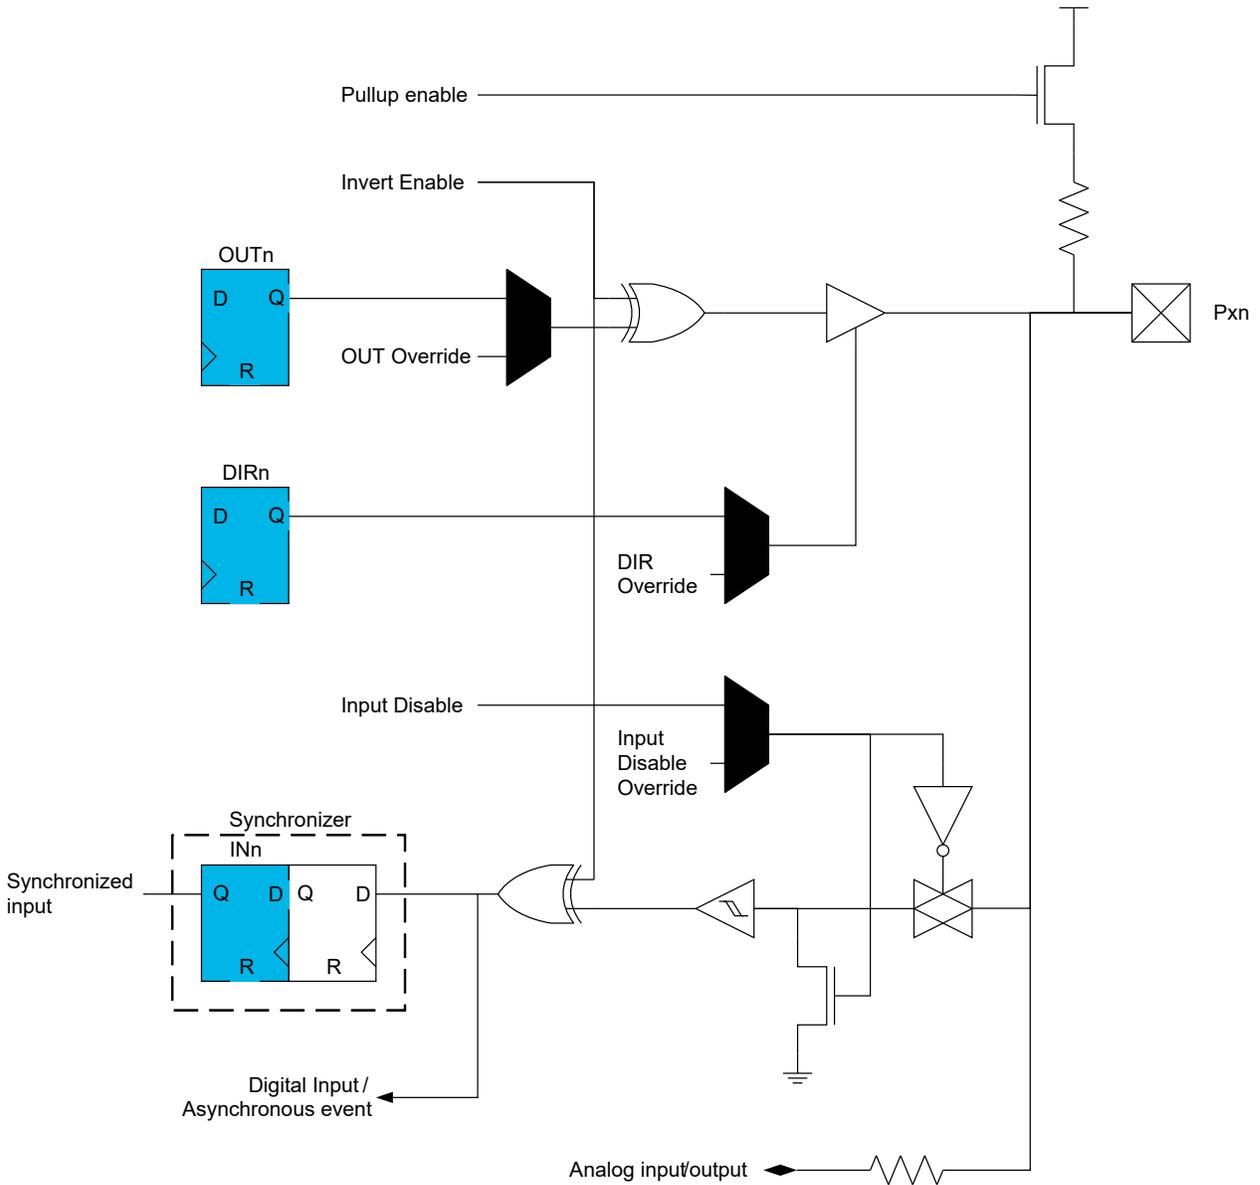 Pullup enable
Invert Enable
OUTn
D Q
R
OUT Override
Pxn
DIRn
D Q
R
DIR
Override
Input Disable
Input
Disable
Override
Synchronizer
INn
Synchronized
input
Q D Q D
R R
Digital Input /
Asynchronous event
Analog input/output